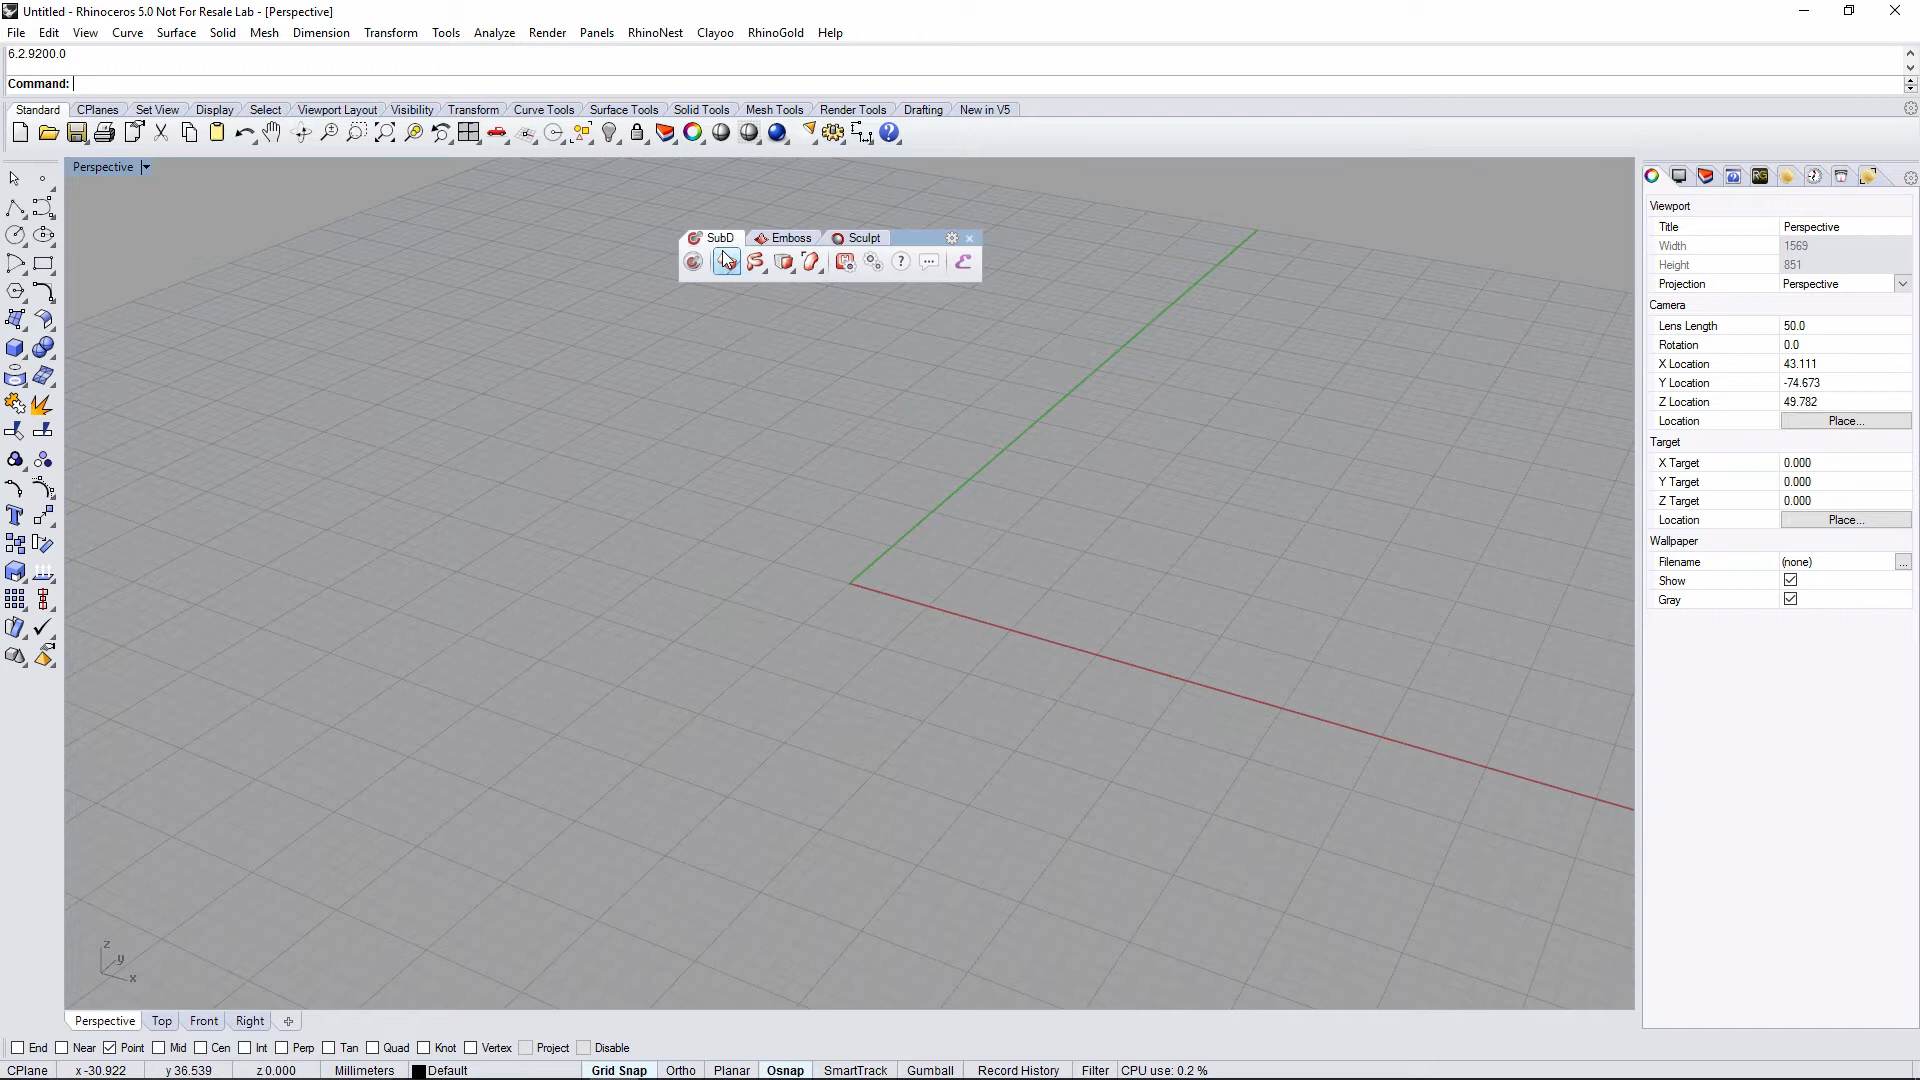 Untitled - Rhinoceros 5.0 Not For Resale Lab - [Perspective]
File Edit View Curve Surface Solid Mesh Dimension Transform Tools Analyze Render Panels RhinoNest Clayoo RhinoGold Help
6.2.9200.0
Command:
Standard CPlanes Set View Display Select Viewport Layout Visibility Transform Curve Tools Surface Tools Solid Tools Mesh Tools Render Tools Drafting New in V5
Perspective
SubD Emboss Sculpt
Viewport
Title Perspective
Width 1569
Height 851
Projection Perspective
Camera
Lens Length 50.0
Rotation 0.0
X Location 43.111
Y Location -74.673
Z Location 49.782
Location Place...
Target
X Target 0.000
Y Target 0.000
Z Target 0.000
Location Place...
Wallpaper
Filename (none) ...
Show
Gray
z
y
x
Perspective Top Front Right
End Near Point Mid Cen Int Perp Tan Quad Knot Vertex Project Disable
CPlane x -30.922 y 36.539 z 0.000 Millimeters Default Grid Snap Ortho Planar Osnap SmartTrack Gumball Record History Filter CPU use: 0.2 %